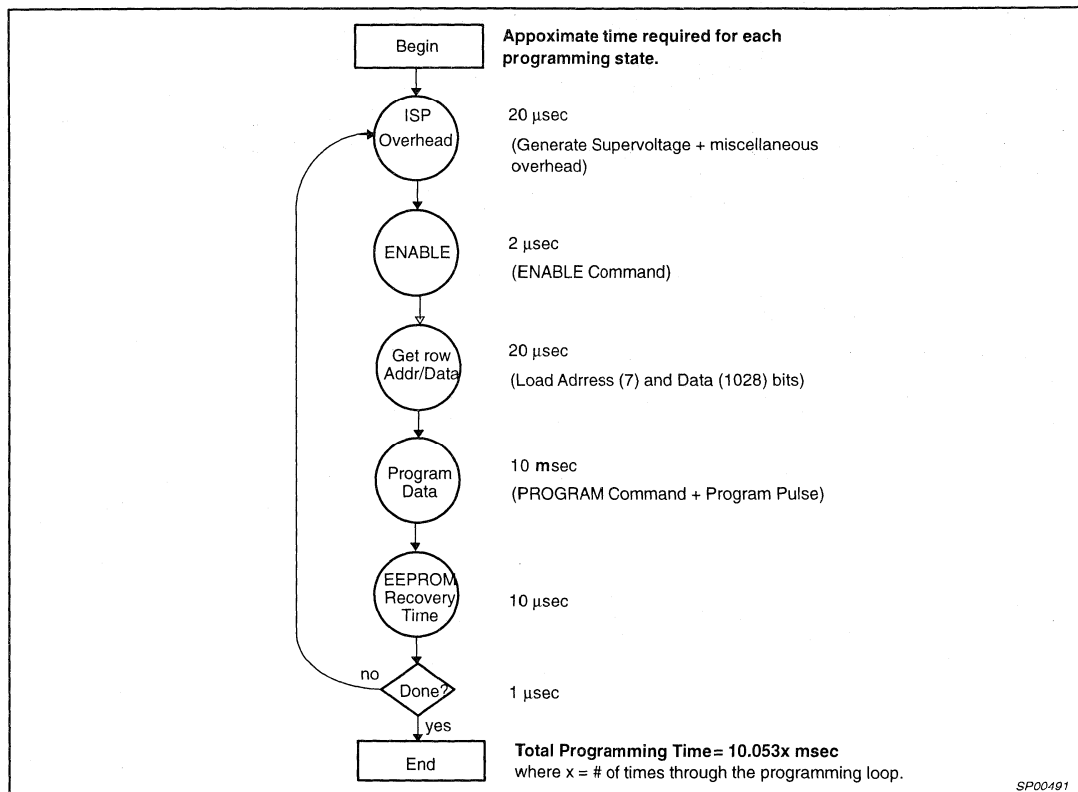 Begin
Appoximate time required for each
programming state.
ISP
Overhead
20 μsec
(Generate Supervoltage + miscellaneous
overhead)
ENABLE
2 μsec
(ENABLE Command)
Get row
Addr/Data
20 μsec
(Load Adrress (7) and Data (1028) bits)
Program
Data
10 msec
(PROGRAM Command + Program Pulse)
EEPROM
Recovery
Time
10 μsec
no
Done?
1 μsec
yes
End
Total Programming Time= 10.053x msec
where x = # of times through the programming loop.
SP00491